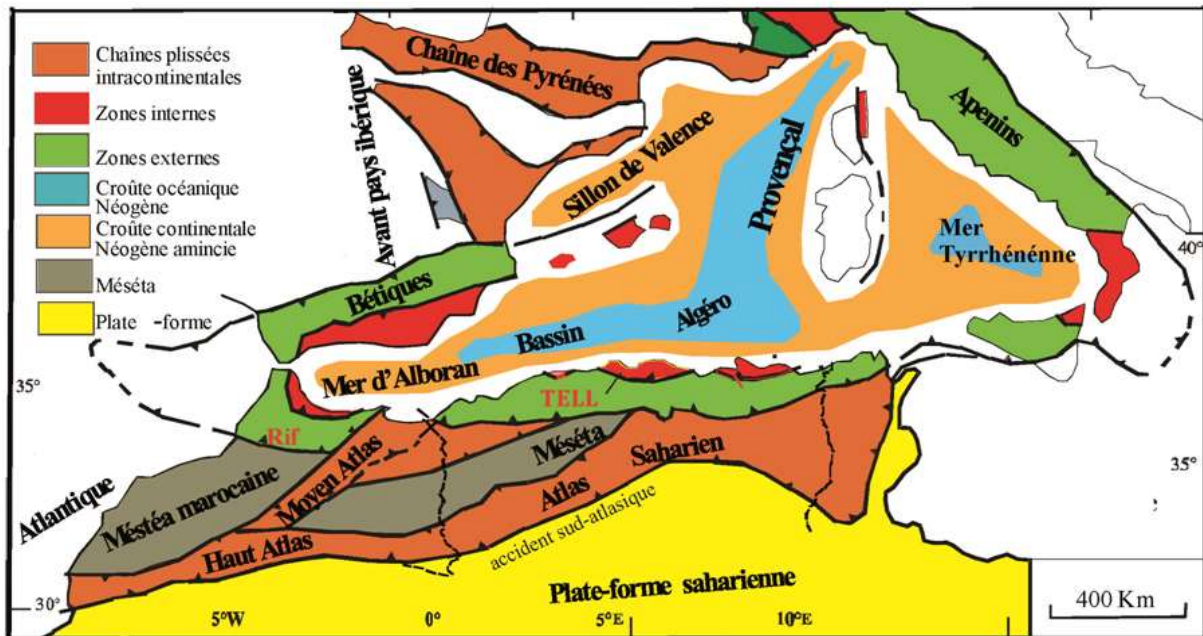 Chaînes plissées
intracontinentales
Zones internes
Zones externes
Croûte océanique
Néogène
Croûte continentale
Néogène amincie
Méséta
Plate -forme
Chaîne des Pyrénées
Avant pays ibérique
Sillon de Valence
Provençal
Apenins
Mer
Tyrrhénénne
40°
Bétiques
Algéro
Bassin
Mer d'Alboran
35°
TELL
Rif
Méséta
Saharien
35°
Moyen Atlas
Atlantique
Méstéa marocaine
Atlas
accident sud-atlasique
Haut Atlas
Plate-forme saharienne
30°
5°W
0°
5°E
10°E
400 Km